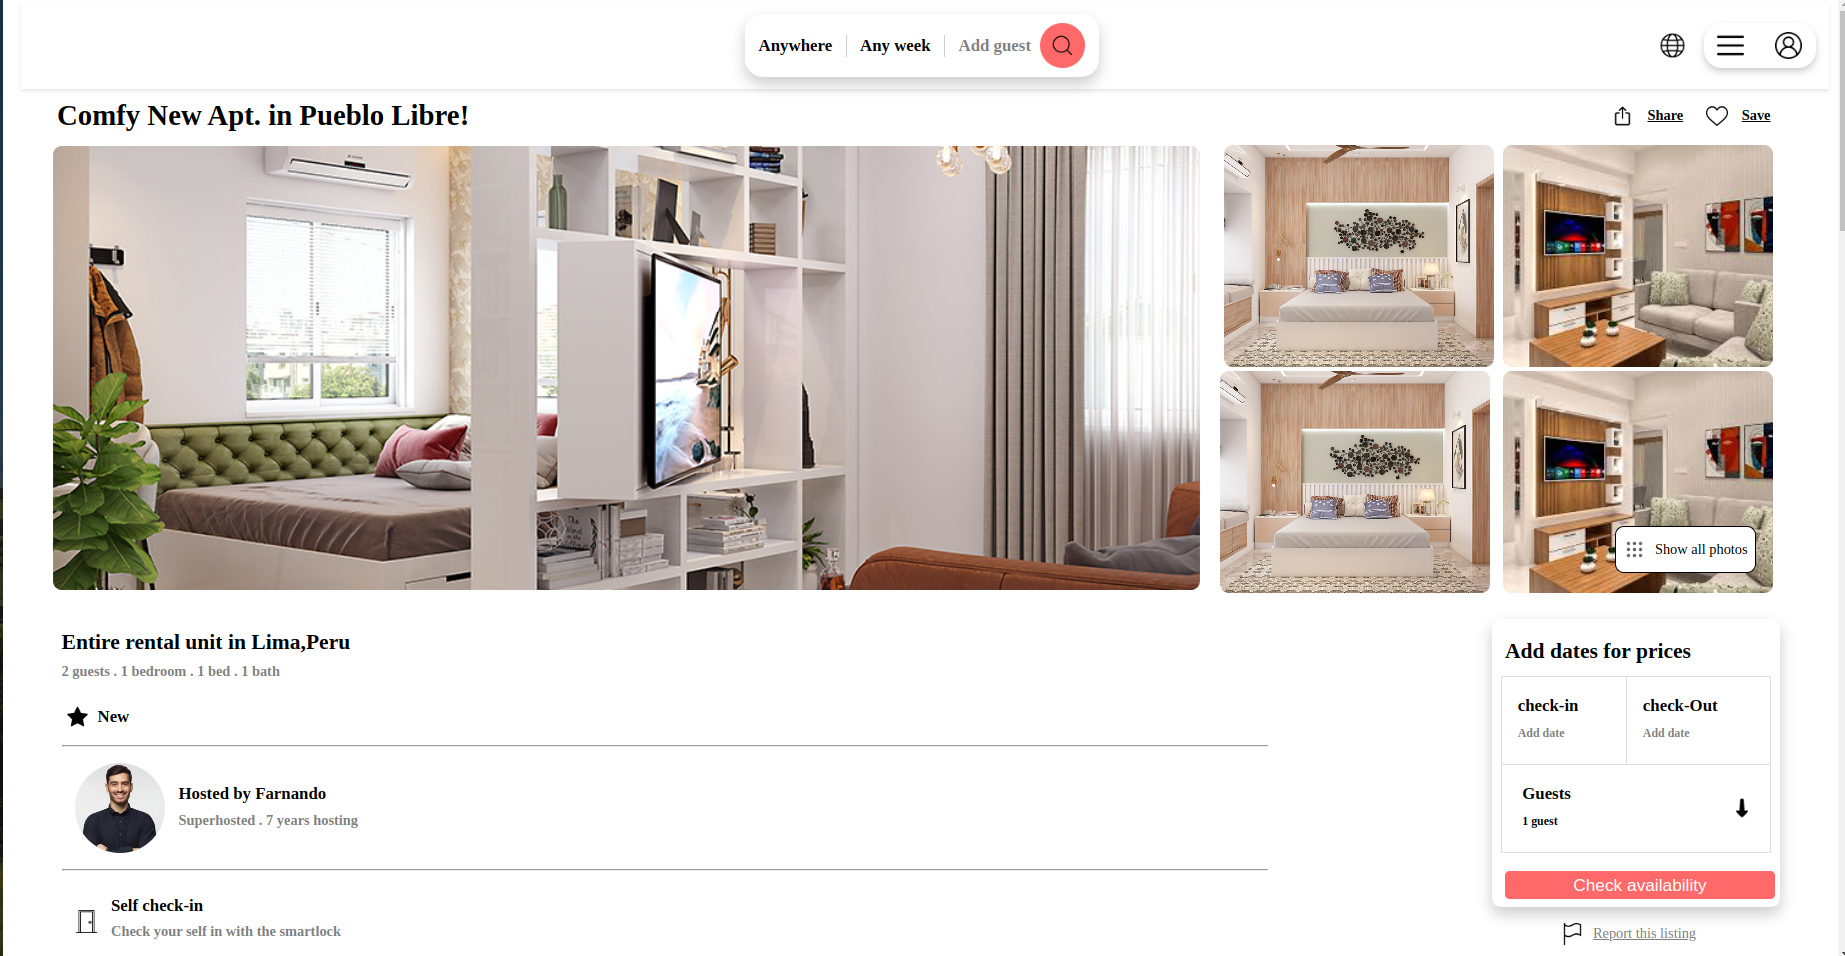 Anywhere Any week Add guest
Comfy New Apt. in Pueblo Libre!
Share Save
Show all photos
Entire rental unit in Lima,Peru
2 guests . 1 bedroom . 1 bed . 1 bath
New
Hosted by Farnando
Superhosted . 7 years hosting
Self check-in
Check your self in with the smartlock
Add dates for prices
check-in check-Out
Add date Add date
Guests
1 guest
Check availability
Report this listing